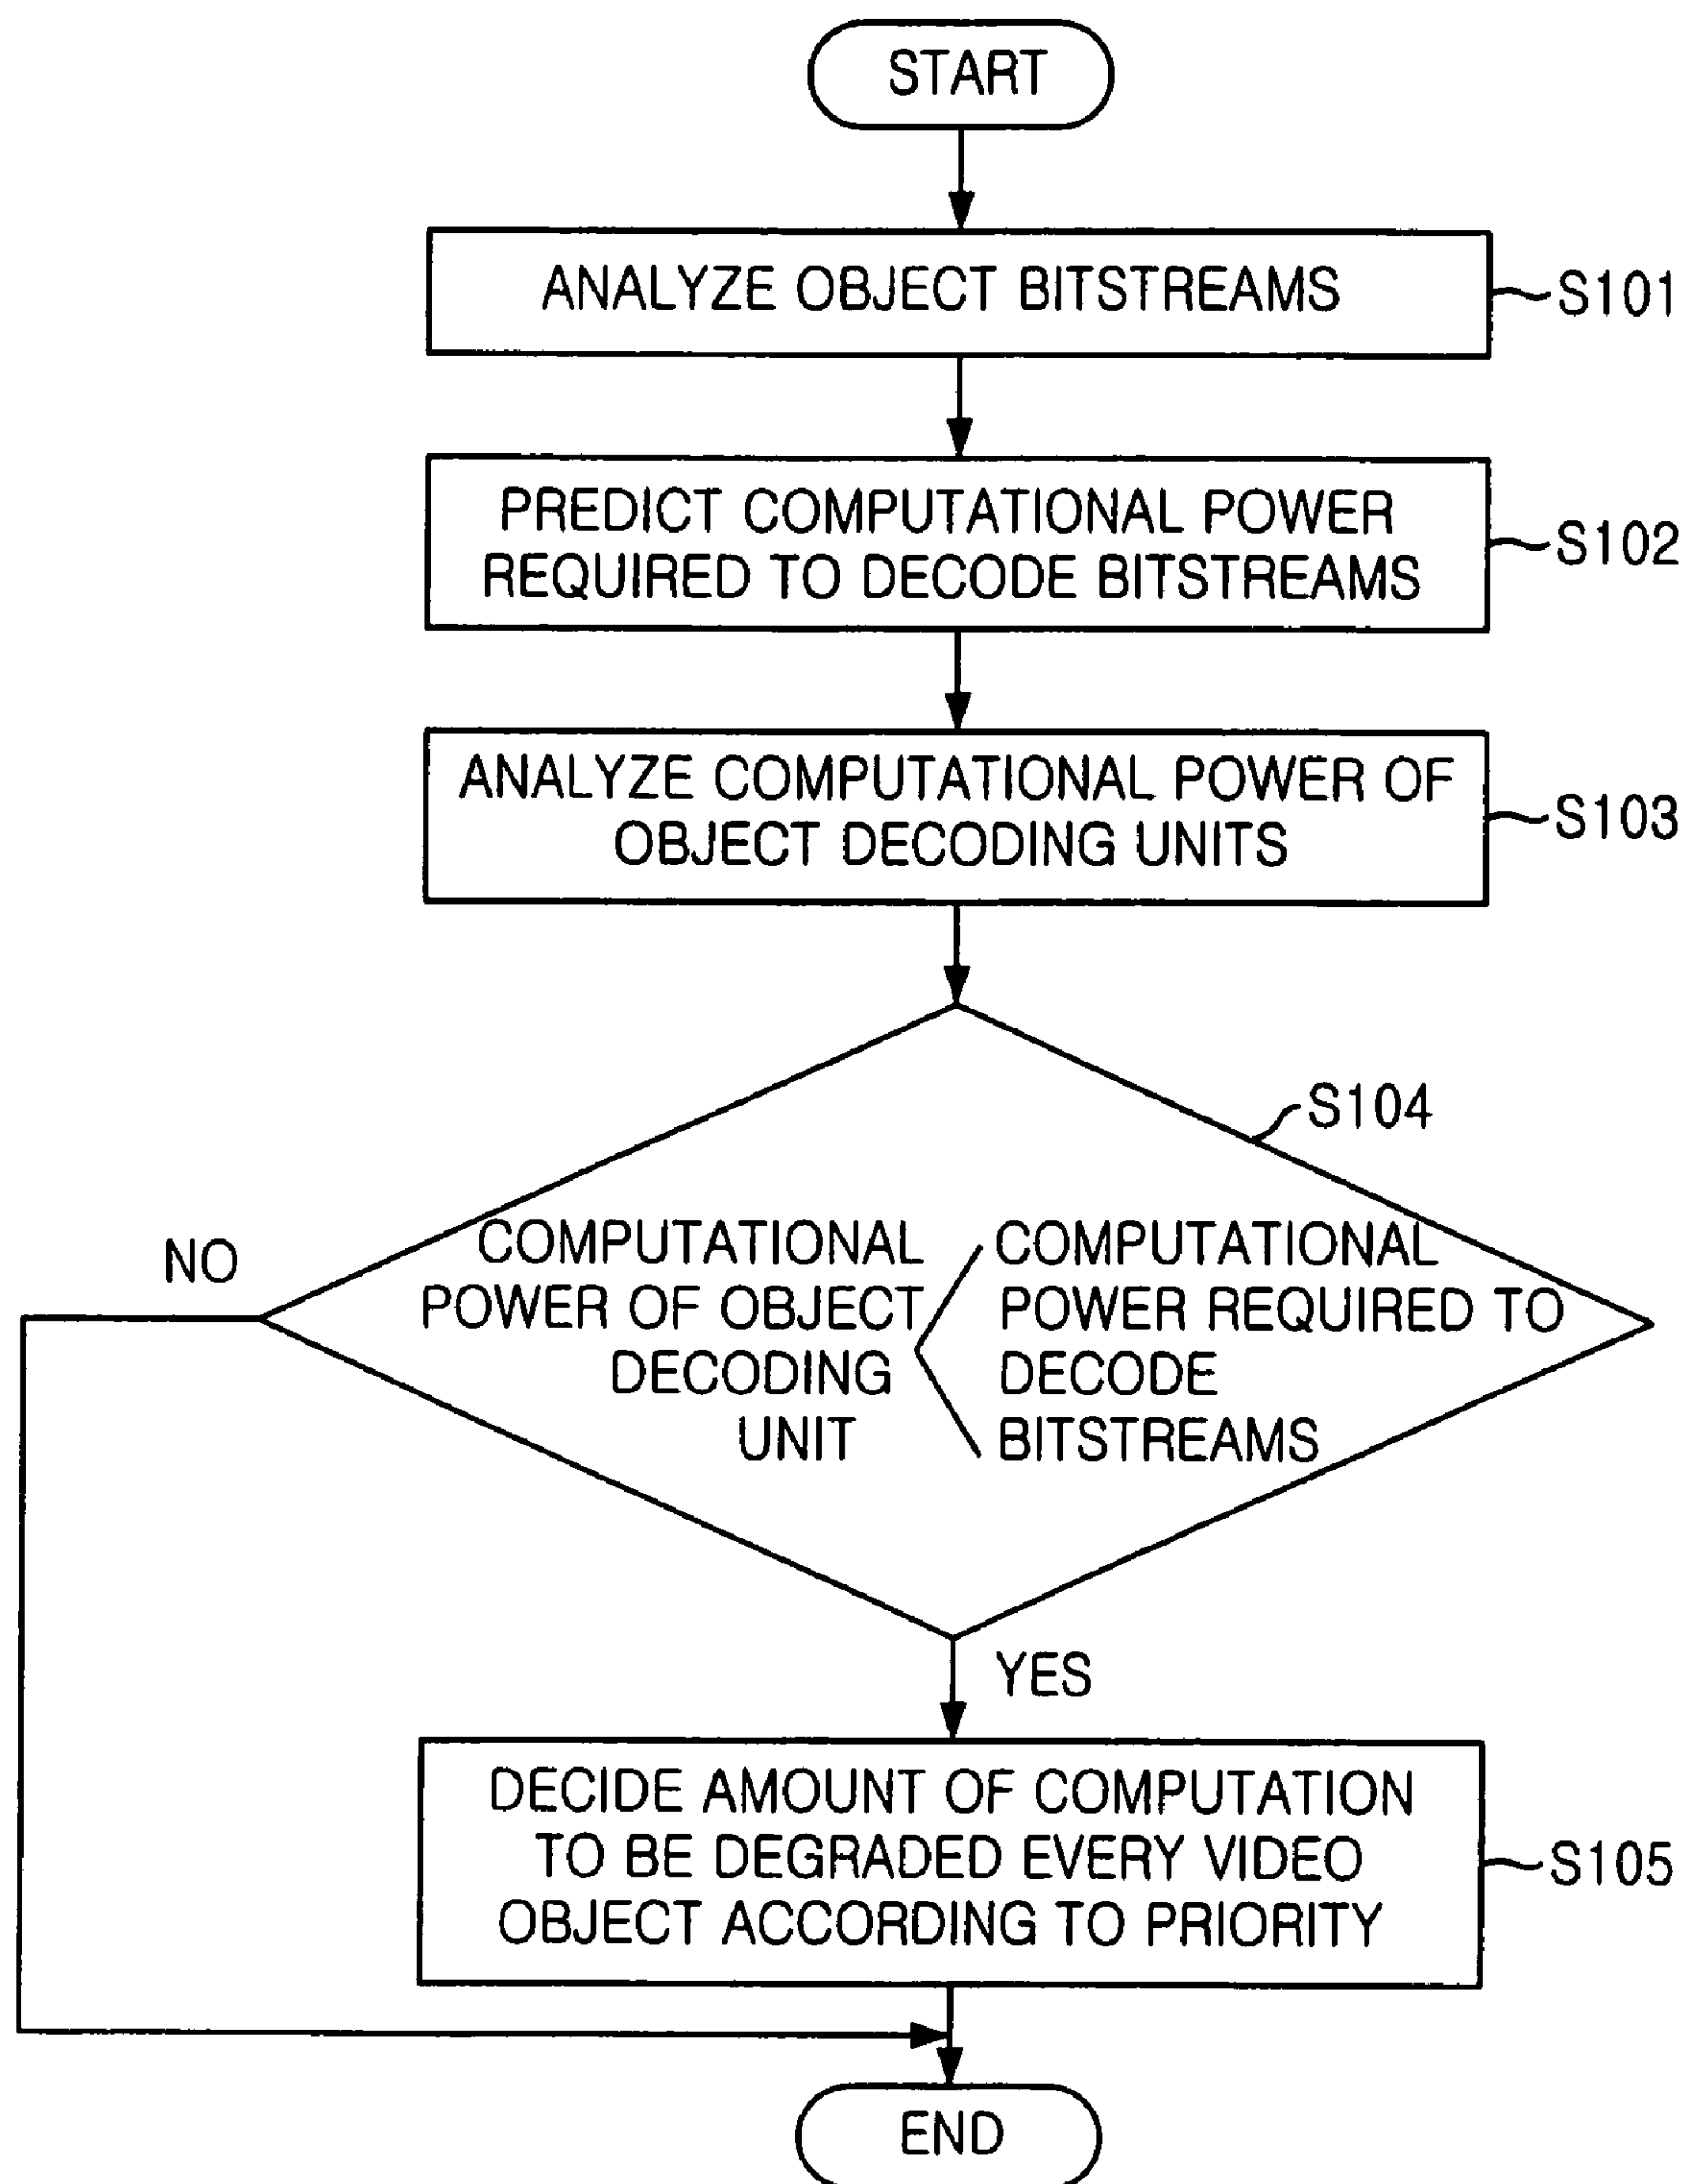 START
ANALYZE OBJECT BITSTREAMS
S101
PREDICT COMPUTATIONAL POWER
REQUIRED TO DECODE BITSTREAMS
S102
ANALYZE COMPUTATIONAL POWER OF
OBJECT DECODING UNITS
S103
S104
NO
COMPUTATIONAL
POWER OF OBJECT
DECODING
UNIT
<
COMPUTATIONAL
POWER REQUIRED TO
DECODE
BITSTREAMS
YES
DECIDE AMOUNT OF COMPUTATION
TO BE DEGRADED EVERY VIDEO
OBJECT ACCORDING TO PRIORITY
S105
END